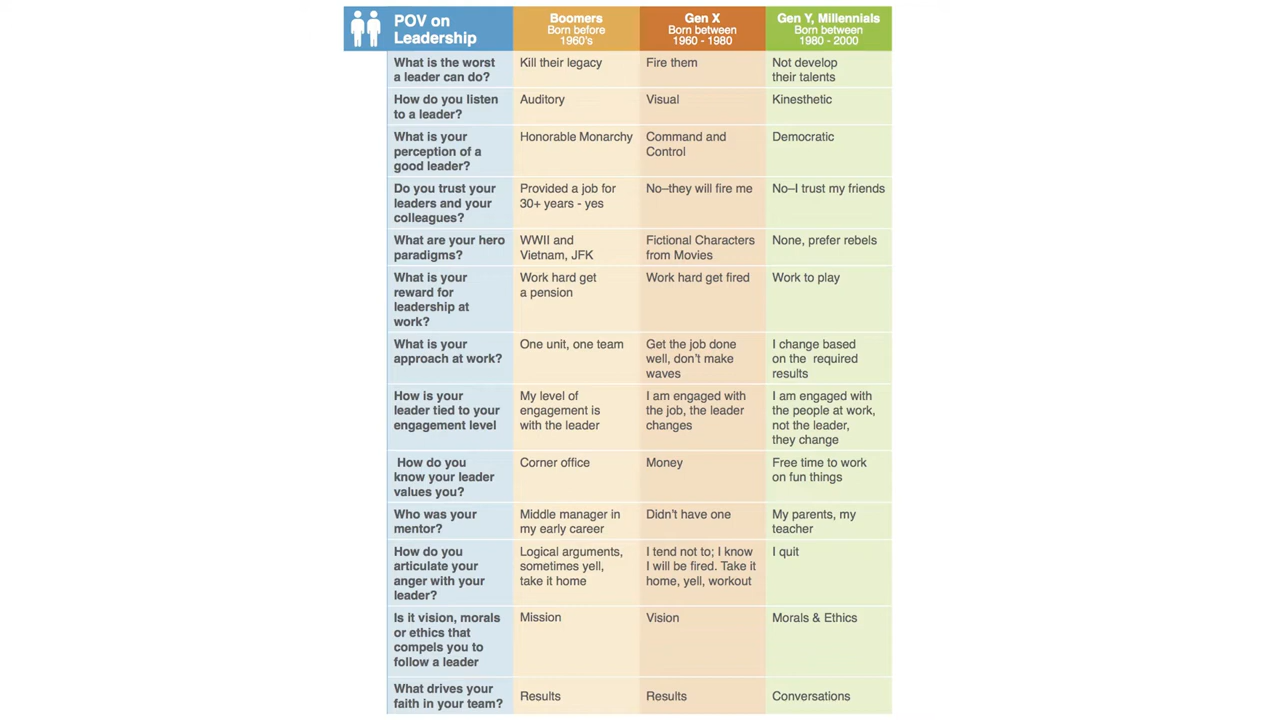 POV on
Leadership
Boomers
Born before
1960's
Gen X
Born between
1960 - 1980
Gen Y, Millennials
Born between
1980 - 2000
What is the worst
a leader can do?
Kill their legacy
Fire them
Not develop
their talents
How do you listen
to a leader?
Auditory
Visual
Kinesthetic
What is your
perception of a
good leader?
Honorable Monarchy
Command and
Control
Democratic
Do you trust your
leaders and your
colleagues?
Provided a job for
30+ years - yes
No–they will fire me
No–I trust my friends
What are your hero
paradigms?
WWII and
Vietnam, JFK
Fictional Characters
from Movies
None, prefer rebels
What is your
reward for
leadership at
work?
Work hard get
a pension
Work hard get fired
Work to play
What is your
approach at work?
One unit, one team
Get the job done
well, don't make
waves
I change based
on the required
results
How is your
leader tied to your
engagement level
My level of
engagement is
with the leader
I am engaged with
the job, the leader
changes
I am engaged with
the people at work,
not the leader,
they change
How do you
know your leader
values you?
Corner office
Money
Free time to work
on fun things
Who was your
mentor?
Middle manager in
my early career
Didn't have one
My parents, my
teacher
How do you
articulate your
anger with your
leader?
Logical arguments,
sometimes yell,
take it home
I tend not to; I know
I will be fired. Take it
home, yell, workout
I quit
Is it vision, morals
or ethics that
compels you to
follow a leader
Mission
Vision
Morals & Ethics
What drives your
faith in your team?
Results
Results
Conversations